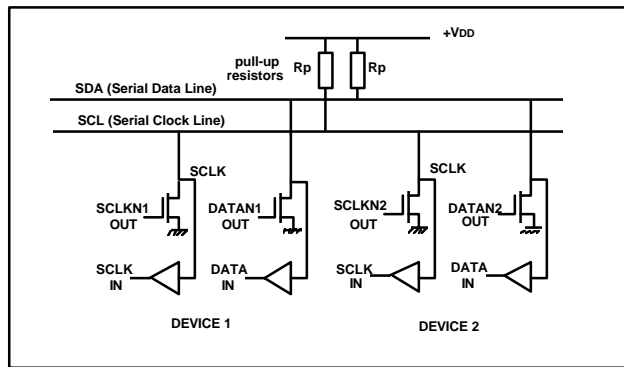 +VDD
pull-up
resistors
Rp
Rp
SDA (Serial Data Line)
SCL (Serial Clock Line)
SCLK
SCLK
SCLKN1
OUT
DATAN1
OUT
SCLKN2
OUT
DATAN2
OUT
SCLK
IN
DATA
IN
SCLK
IN
DATA
IN
DEVICE 1
DEVICE 2